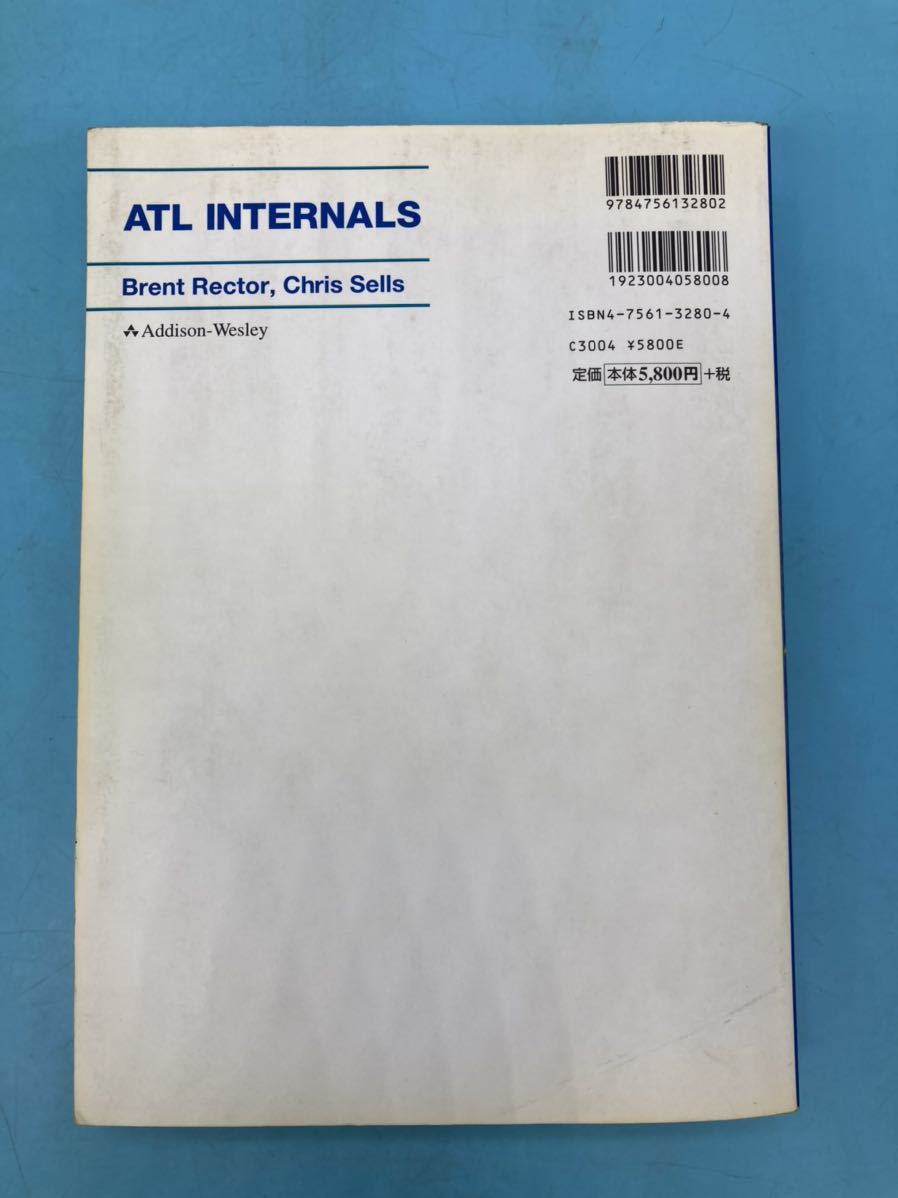 ATL INTERNALS
Brent Rector, Chris Sells
Addison-Wesley
9784756132802
1923004058008
ISBN4-7561-3280-4
C3004 ¥5800E
定価 本体5,800円 +税